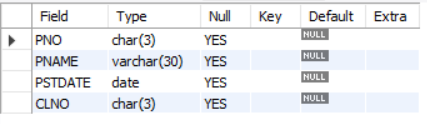 Field Type Null Key Default Extra
PNO char(3) YES NULL
PNAME varchar(30) YES NULL
PSTDATE date YES NULL
CLNO char(3) YES NULL